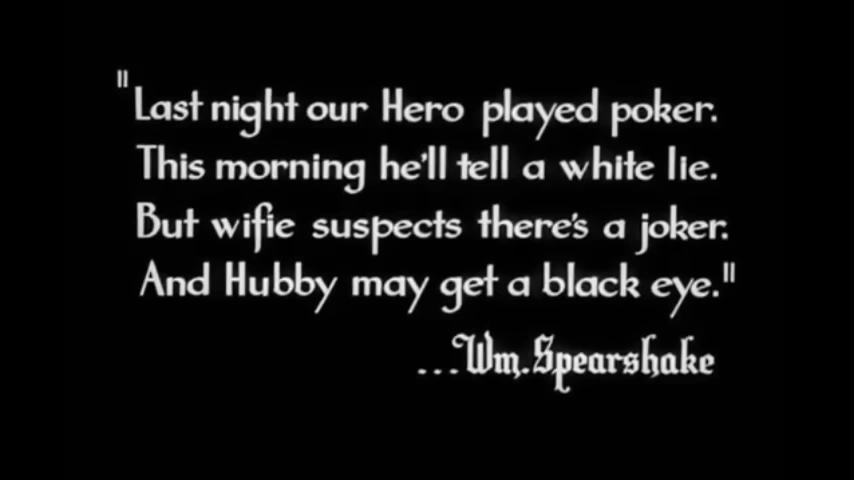 "Last night our Hero played poker.
This morning he'll tell a white lie.
But wifie suspects there's a joker.
And Hubby may get a black eye."
...Wm. Spearshake